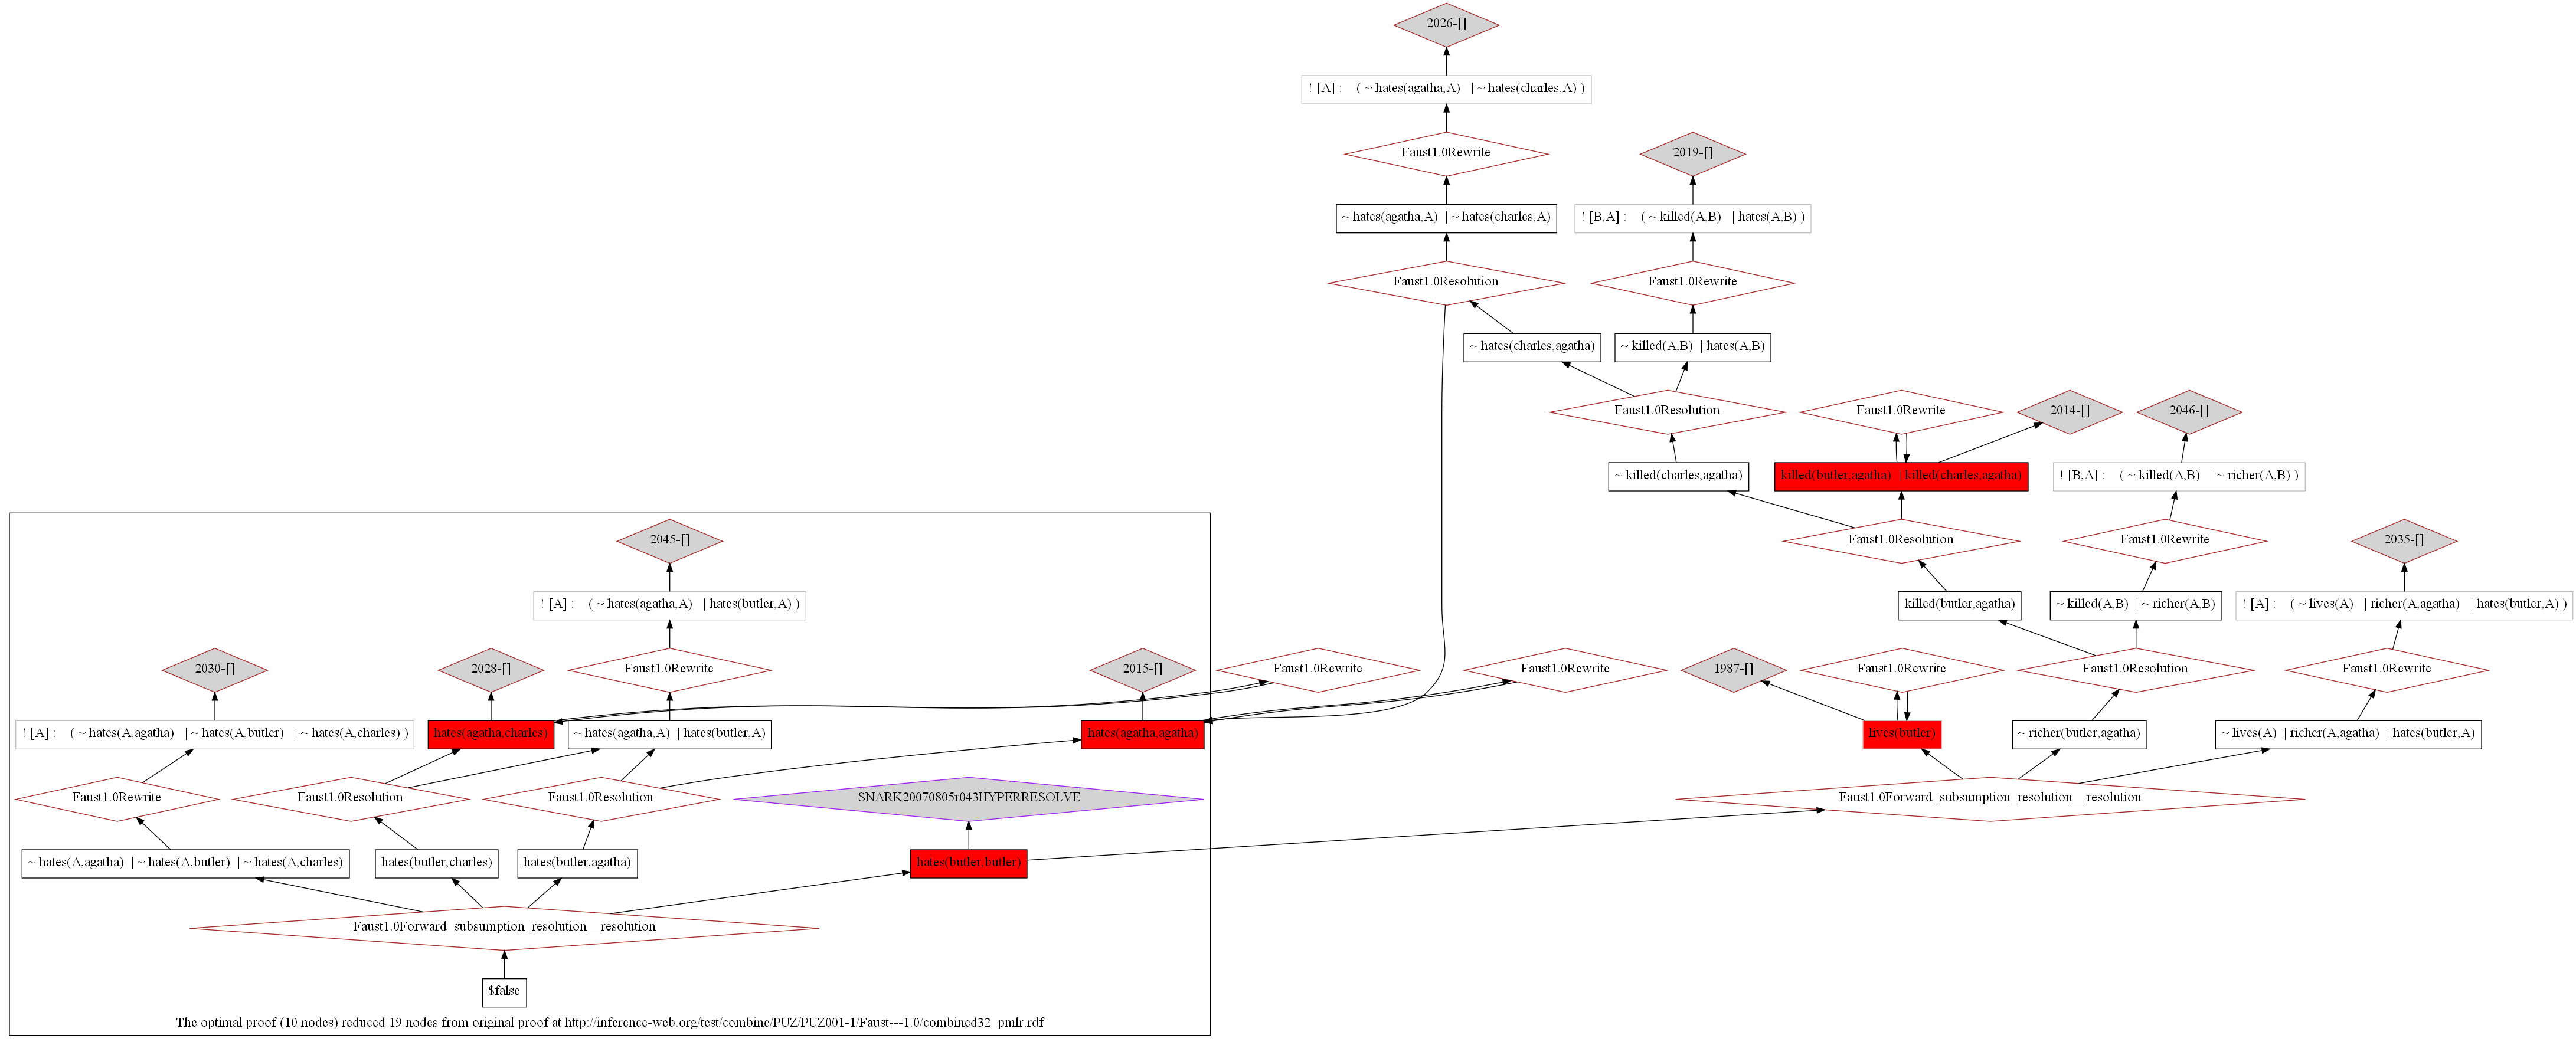 2026-[]
! [A] : ( ~ hates(agatha,A) | ~ hates(charles,A) )
Faust1.0Rewrite
2019-[]
~ hates(agatha,A) | ~ hates(charles,A)
! [B,A] : ( ~ killed(A,B) | hates(A,B) )
Faust1.0Resolution
Faust1.0Rewrite
~ hates(charles,agatha)
~ killed(A,B) | hates(A,B)
Faust1.0Resolution
Faust1.0Rewrite
2014-[]
2046-[]
~ killed(charles,agatha)
killed(butler,agatha) | killed(charles,agatha)
! [B,A] : ( ~ killed(A,B) | ~ richer(A,B) )
2045-[]
Faust1.0Resolution
Faust1.0Rewrite
2035-[]
! [A] : ( ~ hates(agatha,A) | hates(butler,A) )
killed(butler,agatha)
~ killed(A,B) | ~ richer(A,B)
! [A] : ( ~ lives(A) | richer(A,agatha) | hates(butler,A) )
2030-[]
2028-[]
Faust1.0Rewrite
2015-[]
Faust1.0Rewrite
Faust1.0Rewrite
1987-[]
Faust1.0Rewrite
Faust1.0Resolution
Faust1.0Rewrite
! [A] : ( ~ hates(A,agatha) | ~ hates(A,butler) | ~ hates(A,charles) )
hates(agatha,charles)
~ hates(agatha,A) | hates(butler,A)
hates(agatha,agatha)
lives(butler)
~ richer(butler,agatha)
~ lives(A) | richer(A,agatha) | hates(butler,A)
Faust1.0Rewrite
Faust1.0Resolution
Faust1.0Resolution
SNARK20070805r043HYPERRESOLVE
Faust1.0Forward_subsumption_resolution__resolution
~ hates(A,agatha) | ~ hates(A,butler) | ~ hates(A,charles)
hates(butler,charles)
hates(butler,agatha)
hates(butler,butler)
Faust1.0Forward_subsumption_resolution__resolution
$false
The optimal proof (10 nodes) reduced 19 nodes from original proof at http://inference-web.org/test/combine/PUZ/PUZ001-1/Faust---1.0/combined32_pmlr.rdf